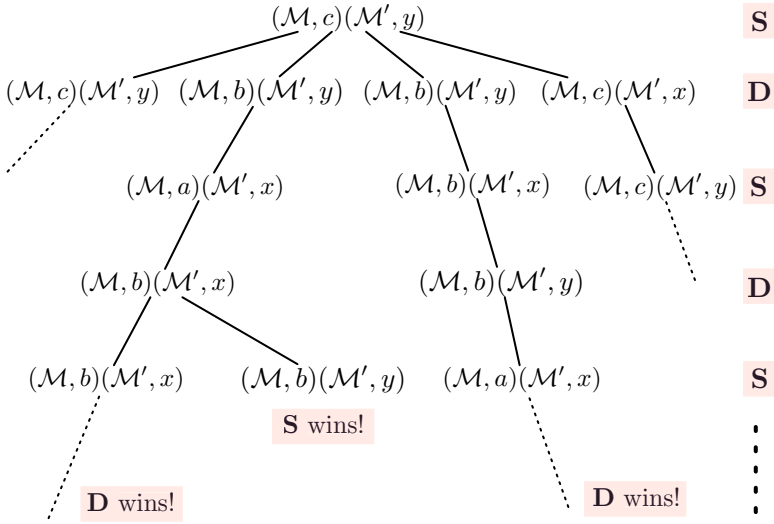 (ℳ, c)(ℳ′, y) S
(ℳ, c)(ℳ′, y) (ℳ, b)(ℳ′, y) (ℳ, b)(ℳ′, y) (ℳ, c)(ℳ′, x) D
(ℳ, a)(ℳ′, x) (ℳ, b)(ℳ′, x) (ℳ, c)(ℳ′, y) S
(ℳ, b)(ℳ′, x) (ℳ, b)(ℳ′, y) D
(ℳ, b)(ℳ′, x) (ℳ, b)(ℳ′, y) (ℳ, a)(ℳ′, x) S
S wins!
D wins! D wins!